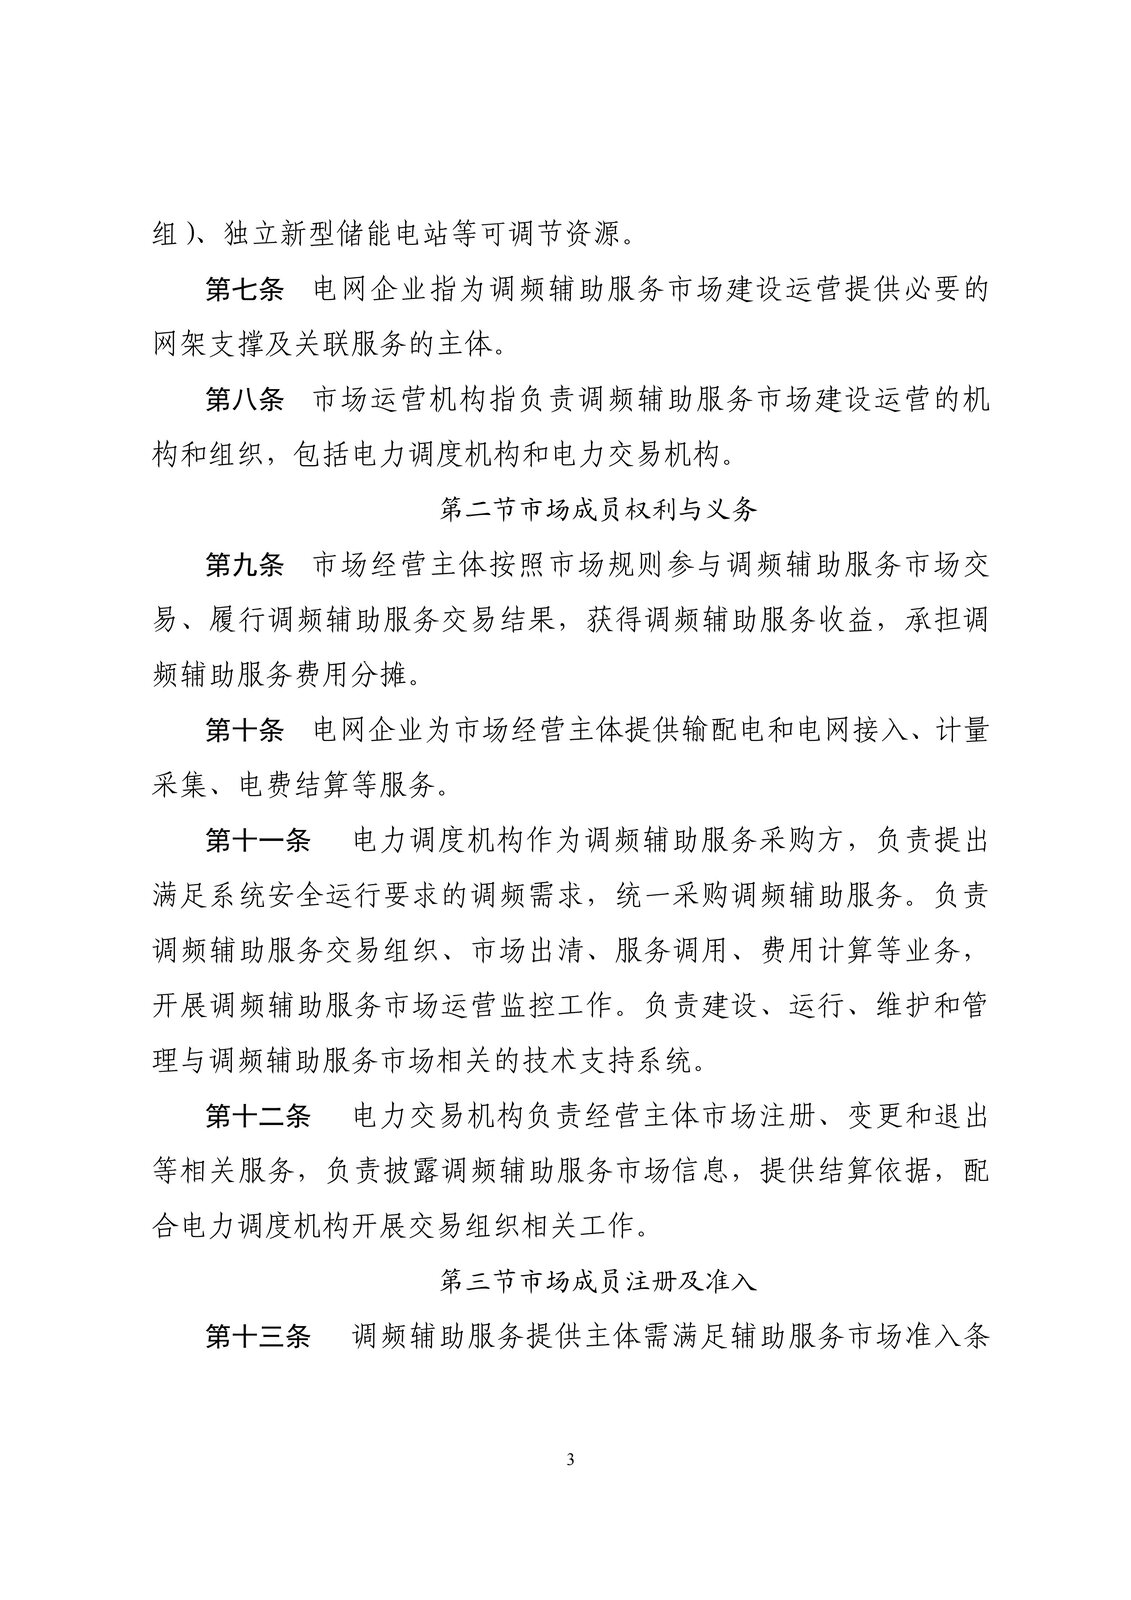 组）、独立新型储能电站等可调节资源。
第七条 电网企业指为调频辅助服务市场建设运营提供必要的
网架支撑及关联服务的主体。
第八条 市场运营机构指负责调频辅助服务市场建设运营的机
构和组织，包括电力调度机构和电力交易机构。
第二节市场成员权利与义务
第九条 市场经营主体按照市场规则参与调频辅助服务市场交
易、履行调频辅助服务交易结果，获得调频辅助服务收益，承担调
频辅助服务费用分摊。
第十条 电网企业为市场经营主体提供输配电和电网接入、计量
采集、电费结算等服务。
第十一条 电力调度机构作为调频辅助服务采购方，负责提出
满足系统安全运行要求的调频需求，统一采购调频辅助服务。负责
调频辅助服务交易组织、市场出清、服务调用、费用计算等业务，
开展调频辅助服务市场运营监控工作。负责建设、运行、维护和管
理与调频辅助服务市场相关的技术支持系统。
第十二条 电力交易机构负责经营主体市场注册、变更和退出
等相关服务，负责披露调频辅助服务市场信息，提供结算依据，配
合电力调度机构开展交易组织相关工作。
第三节市场成员注册及准入
第十三条 调频辅助服务提供主体需满足辅助服务市场准入条
3